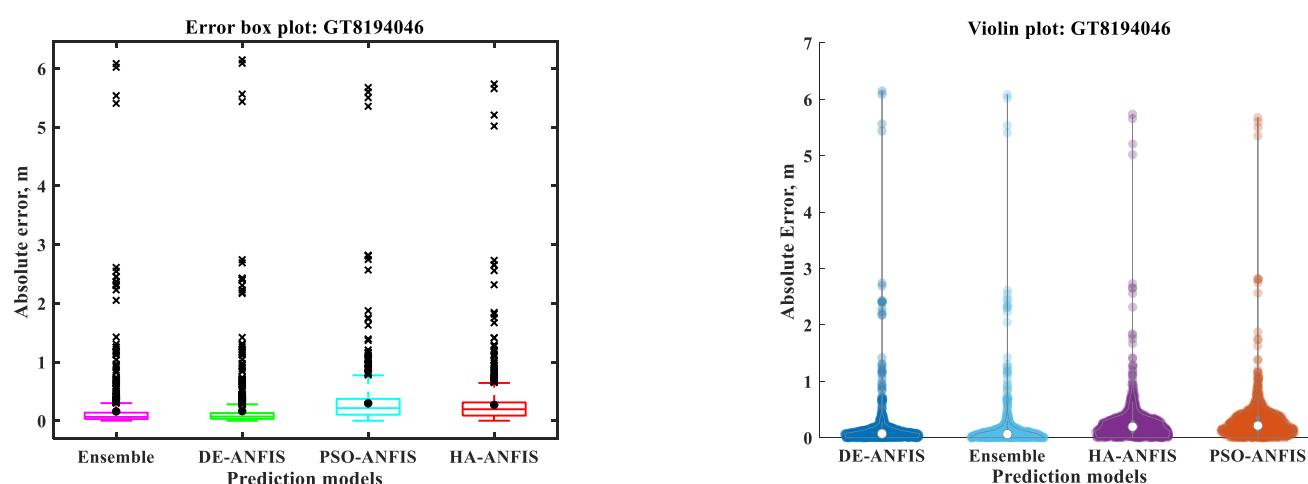 Error box plot: GT8194046
Absolute error, m
6
5
4
3
2
1
0
Ensemble DE-ANFIS PSO-ANFIS HA-ANFIS
Prediction models
Violin plot: GT8194046
Absolute Error, m
7
6
5
4
3
2
1
0
DE-ANFIS Ensemble HA-ANFIS PSO-ANFIS
Prediction models